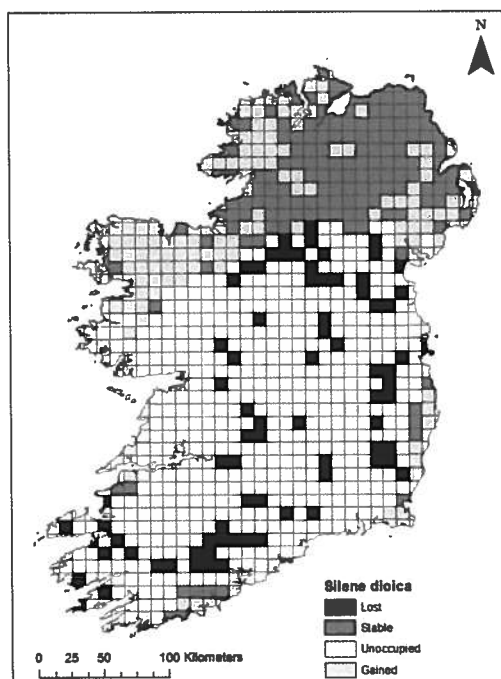 N
Silene dioica
Lost
Stable
Unoccupied
Gained
0 25 50 100 Kilometers